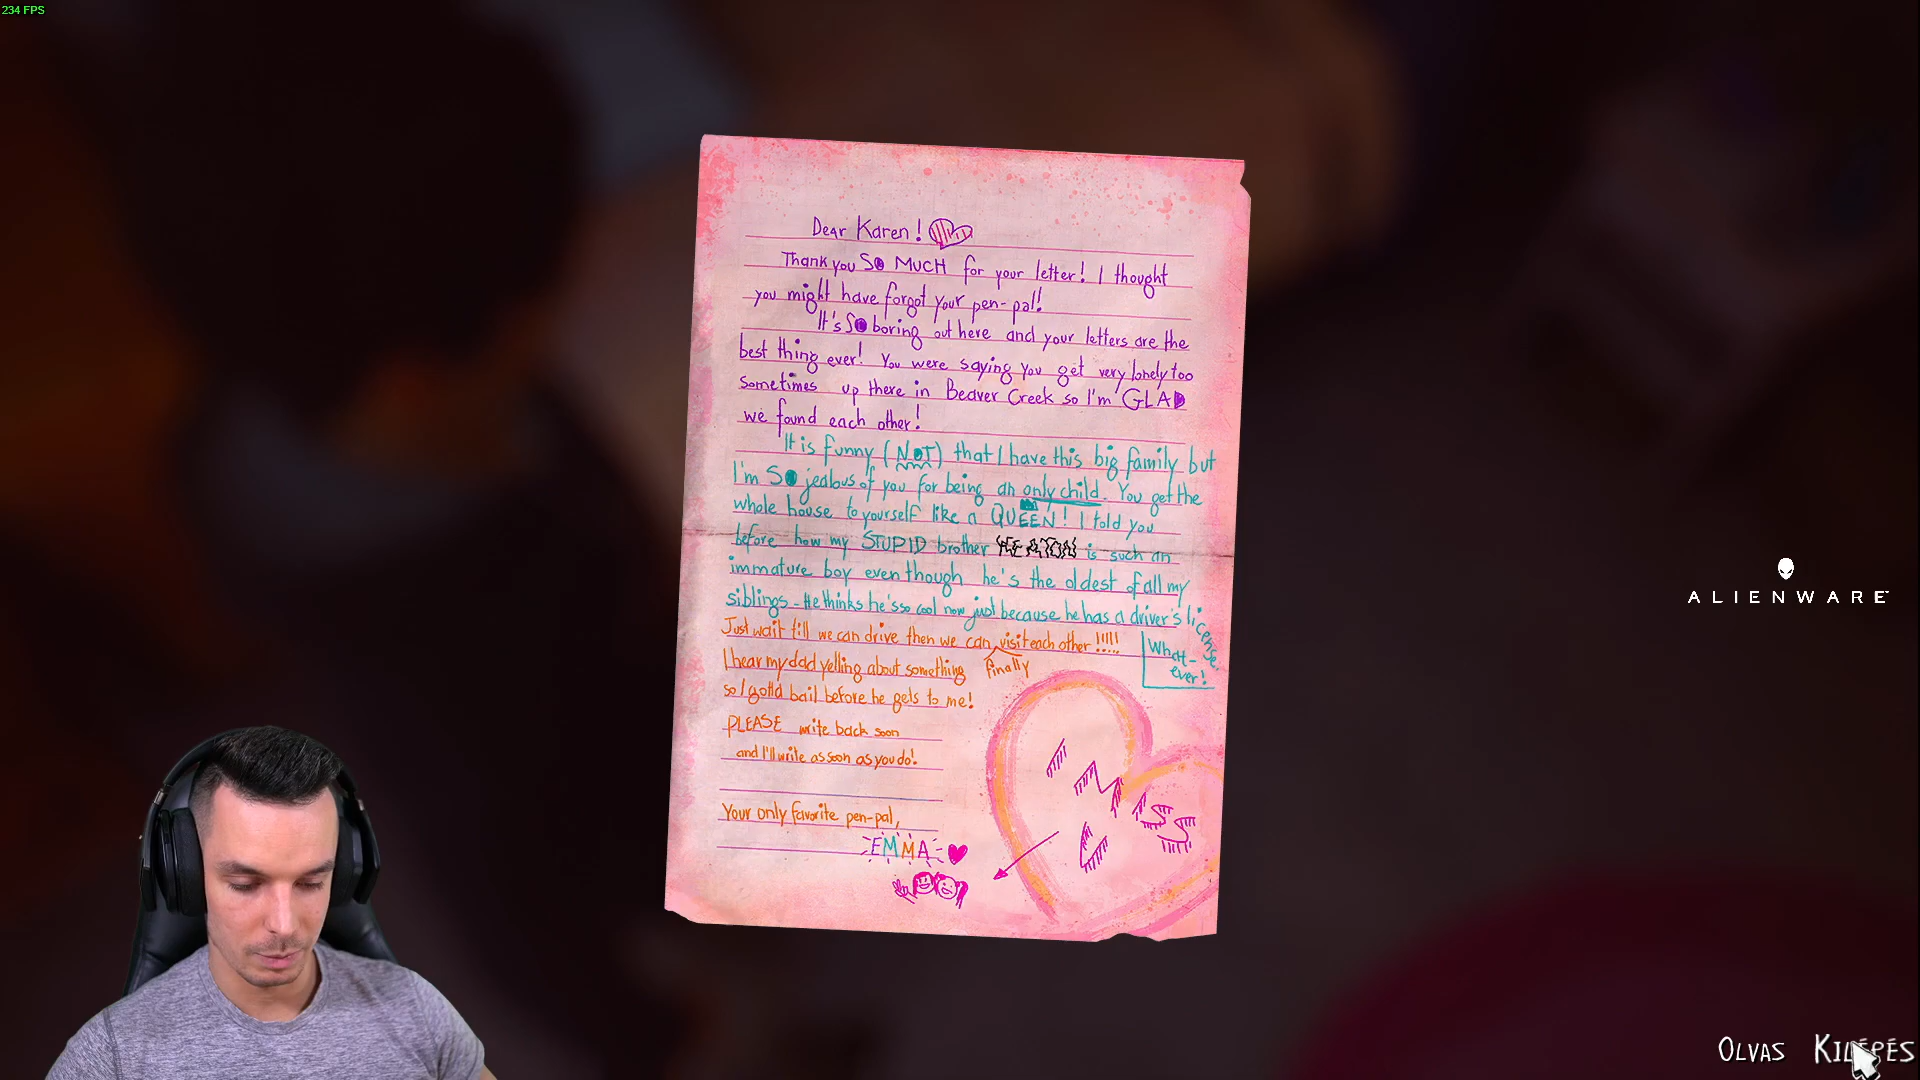 234 FPS
Dear Karen!
Thank you SO MUCH for your letter! I thought
you might have forgot your pen-pal!
It's SO boring out here and your letters are the
best thing ever! You were saying you get very lonely too
sometimes up there in Beaver Creek so I'm GLAD
we found each other!
It is funny (NOT) that I have this big family but
I'm SO jealous of you for being an only child. You get the
whole house to yourself like a QUEEN! I told you
before how my STUPID brother HEATON is such an
immature boy even though he's the oldest of all my
siblings - He thinks he's so cool now just because he has a driver's license.
What-
ever!
Just wait till we can drive then we can finally visit each other !!!!!
I hear my dad yelling about something
so I gotta bail before he gets to me!
PLEASE write back soon
and I'll write as soon as you do!
Your only favorite pen-pal,
EMMA
I
MISS
U
ALIENWARE
OLVAS KILÉPÉS